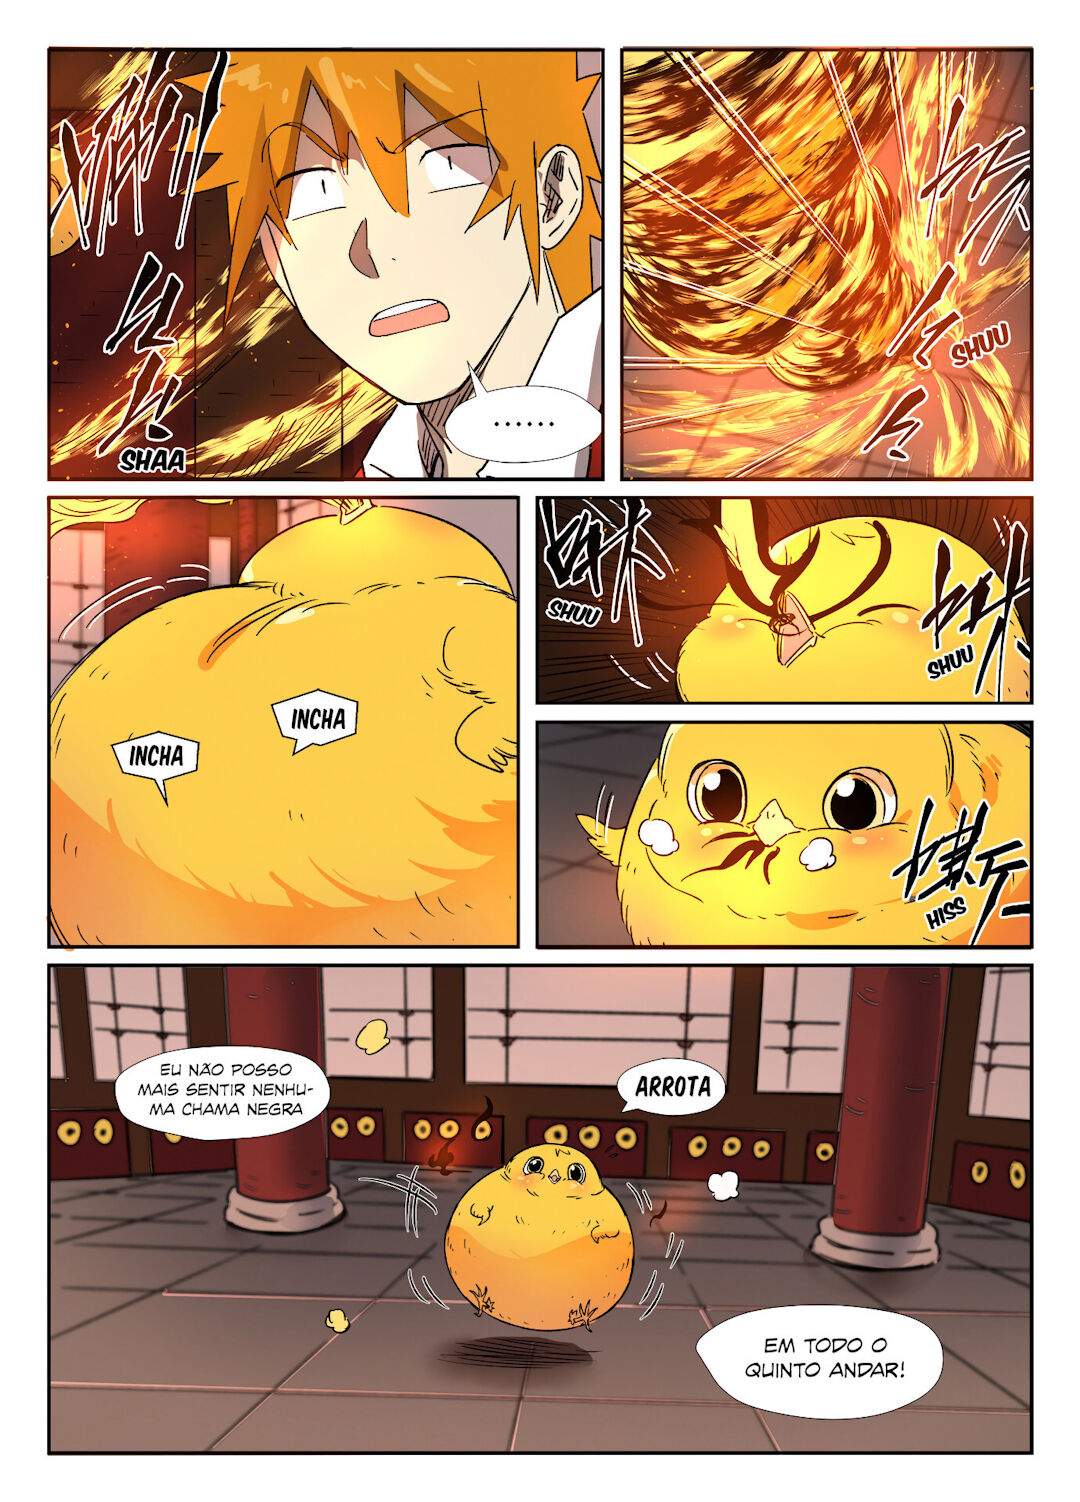 SHAA
......
SHUU
INCHA
INCHA
SHUU
SHUU
HISS
EU NÃO POSSO
MAIS SENTIR NENHU-
MA CHAMA NEGRA
ARROTA
EM TODO O
QUINTO ANDAR!